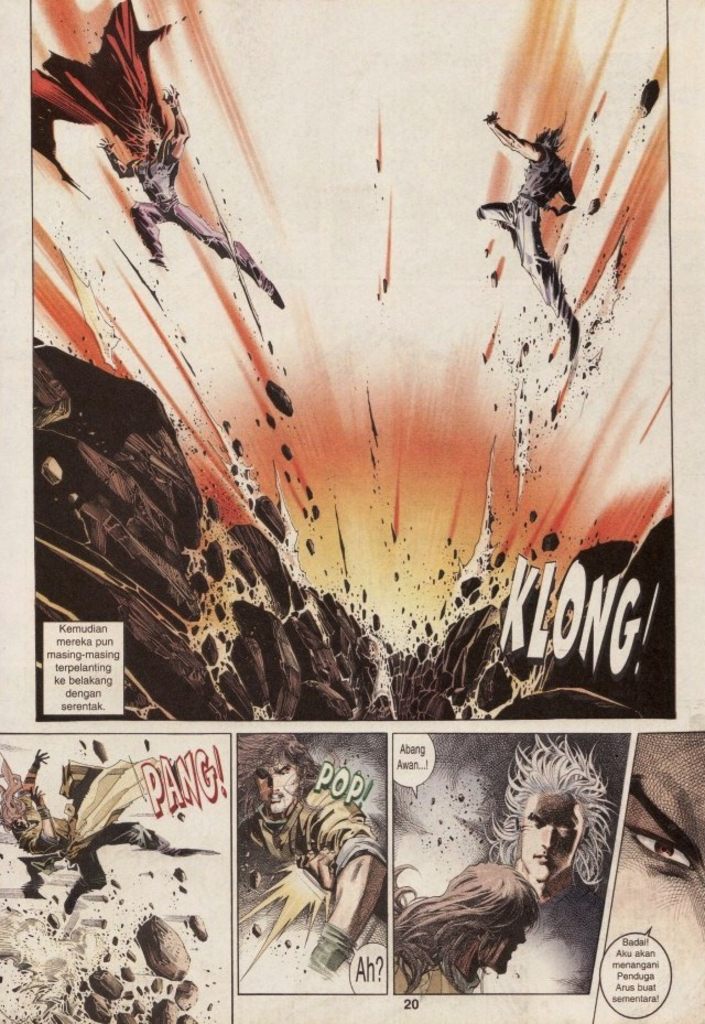 KLONG!
Kemudian
mereka pun
masing-masing
terpelanting
ke belakang
dengan
serentak.
PANG!
POP!
Ah?
Abang
Awan...!
Badai!
Aku akan
menangani
Penduga
Arus buat
sementara!
20